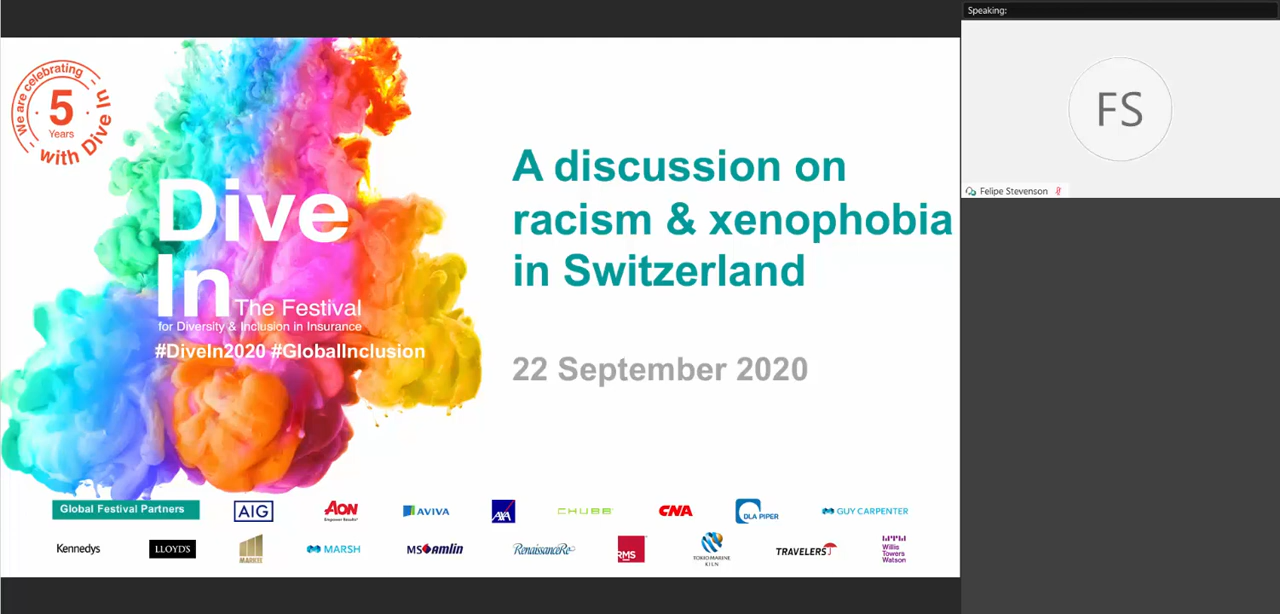 Speaking:
FS
Felipe Stevenson
We are celebrating
5
Years
with Dive In
Dive
In The Festival
for Diversity & Inclusion in Insurance
#DiveIn2020 #GlobalInclusion
A discussion on
racism & xenophobia
in Switzerland
22 September 2020
Global Festival Partners
AIG
AON
Empower Results®
AVIVA
AXA
CHUBB
CNA
DLA PIPER
GUY CARPENTER
Kennedys
LLOYD'S
MARKEL
MARSH
MS amlin
RenaissanceRe
RMS
TOKIO MARINE
KILN
TRAVELERS
Willis
Towers
Watson